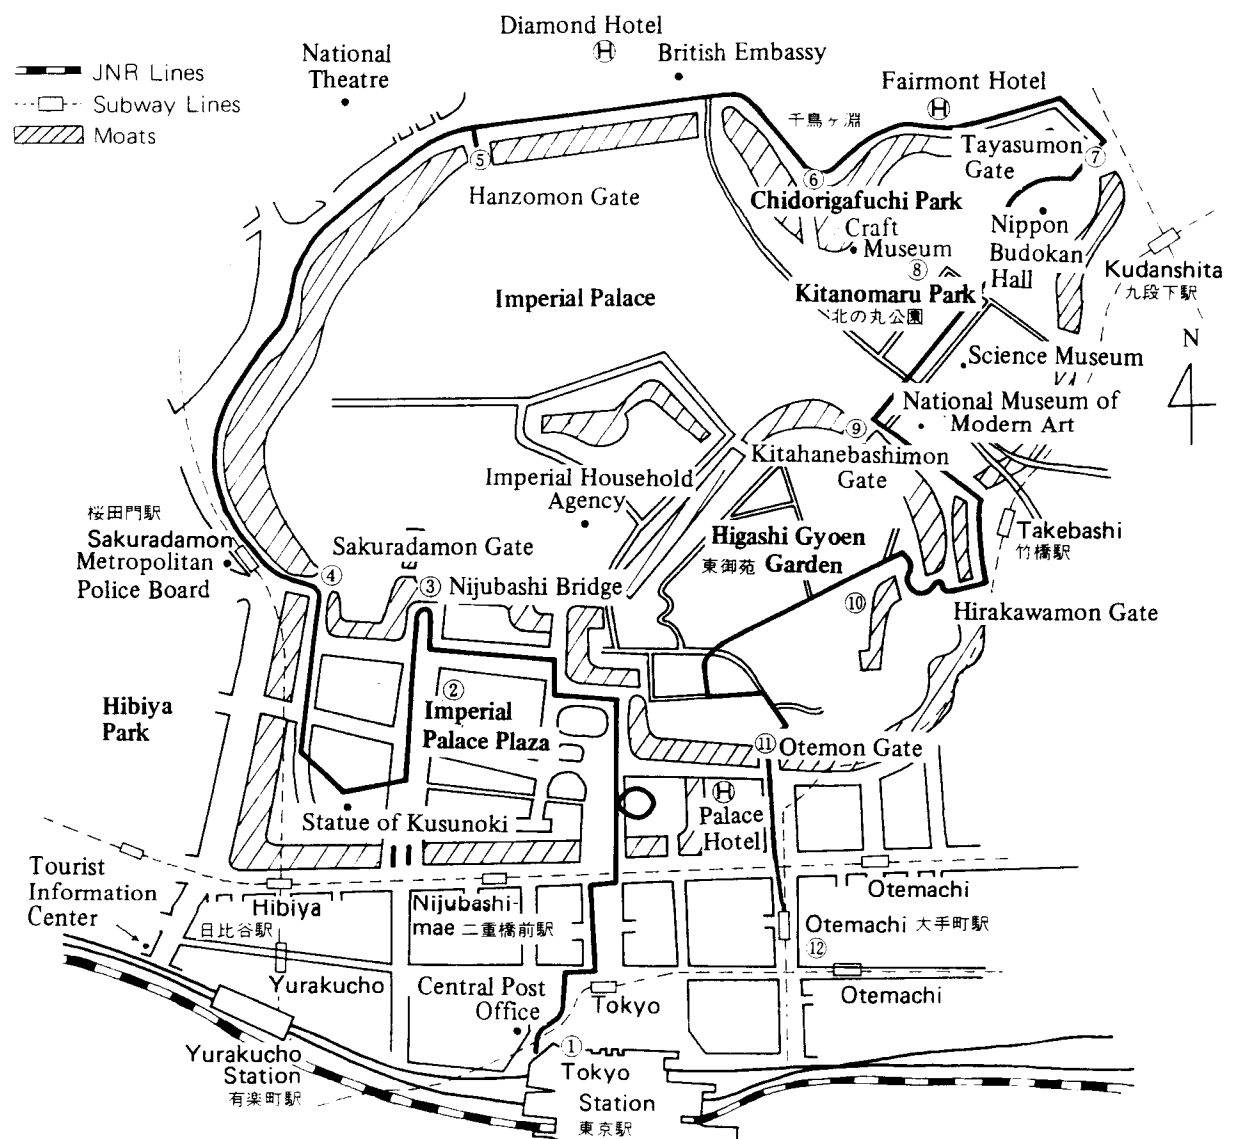 Diamond Hotel
Ⓗ
National
Theatre
British Embassy
JNR Lines
Subway Lines
Moats
Fairmont Hotel
Ⓗ
千鳥ヶ淵
Tayasumon
Gate
⑦
⑤
Hanzomon Gate
⑥
Chidorigafuchi Park
Craft
Museum
Nippon
Budokan
Hall
⑧
Kitanomaru Park
北の丸公園
Kudanshita
九段下駅
Imperial Palace
N
Science Museum
National Museum of
Modern Art
⑨
Kitahanebashimon
Gate
Imperial Household
Agency
桜田門駅
Sakuradamon
Metropolitan
Police Board
Sakuradamon Gate
④
③ Nijubashi Bridge
Higashi Gyoen
東御苑 Garden
Takebashi
竹橋駅
⑩
Hirakawamon Gate
Hibiya
Park
②
Imperial
Palace Plaza
⑪ Otemon Gate
Ⓗ
Palace
Hotel
Statue of Kusunoki
Tourist
Information
Center
Hibiya
日比谷駅
Nijubashi-
mae 二重橋前駅
Otemachi
Otemachi 大手町駅
⑫
Otemachi
Yurakucho
Central Post
Office
Tokyo
①
Tokyo
Station
東京駅
Yurakucho
Station
有楽町駅